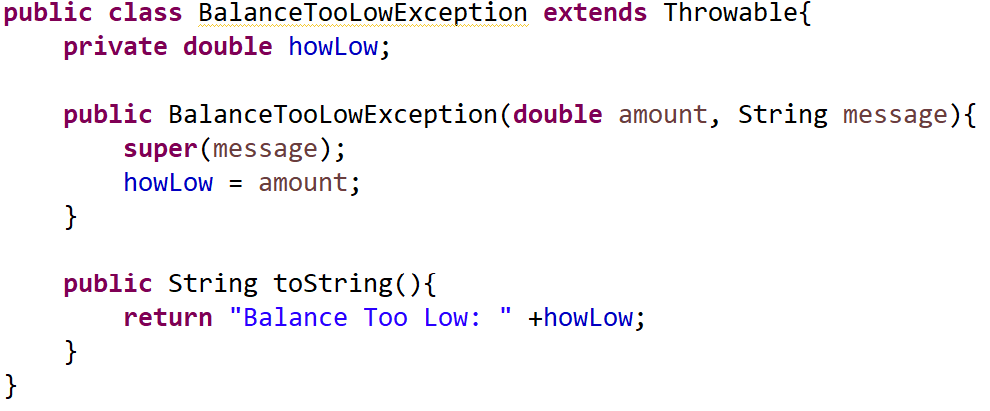 public class BalanceTooLowException extends Throwable{
    private double howLow;

    public BalanceTooLowException(double amount, String message){
        super(message);
        howLow = amount;
    }

    public String toString(){
        return "Balance Too Low: " +howLow;
    }
}